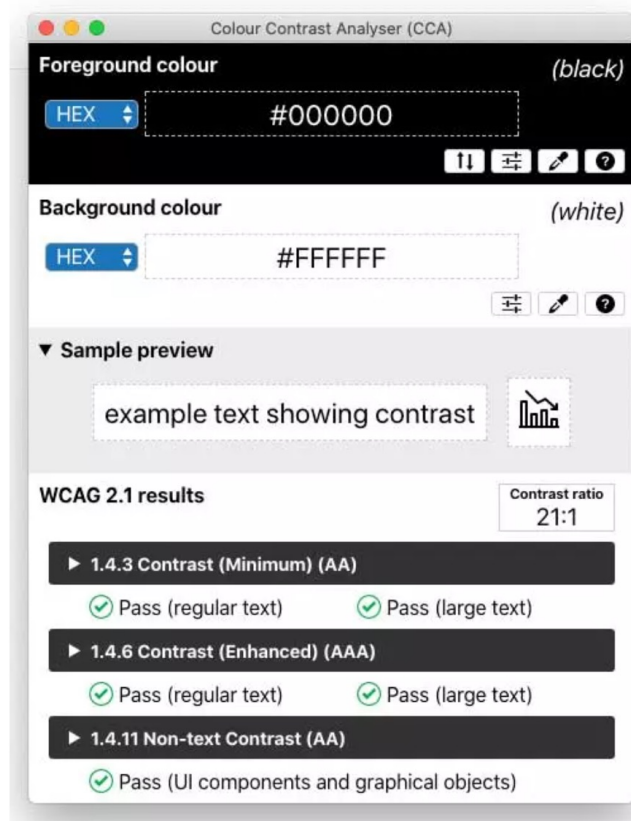 Colour Contrast Analyser (CCA)
Foreground colour
(black)
HEX
#000000
Background colour
(white)
HEX
#FFFFFF
▼ Sample preview
example text showing contrast
WCAG 2.1 results
Contrast ratio
21:1
▶ 1.4.3 Contrast (Minimum) (AA)
Pass (regular text) Pass (large text)
▶ 1.4.6 Contrast (Enhanced) (AAA)
Pass (regular text) Pass (large text)
▶ 1.4.11 Non-text Contrast (AA)
Pass (UI components and graphical objects)